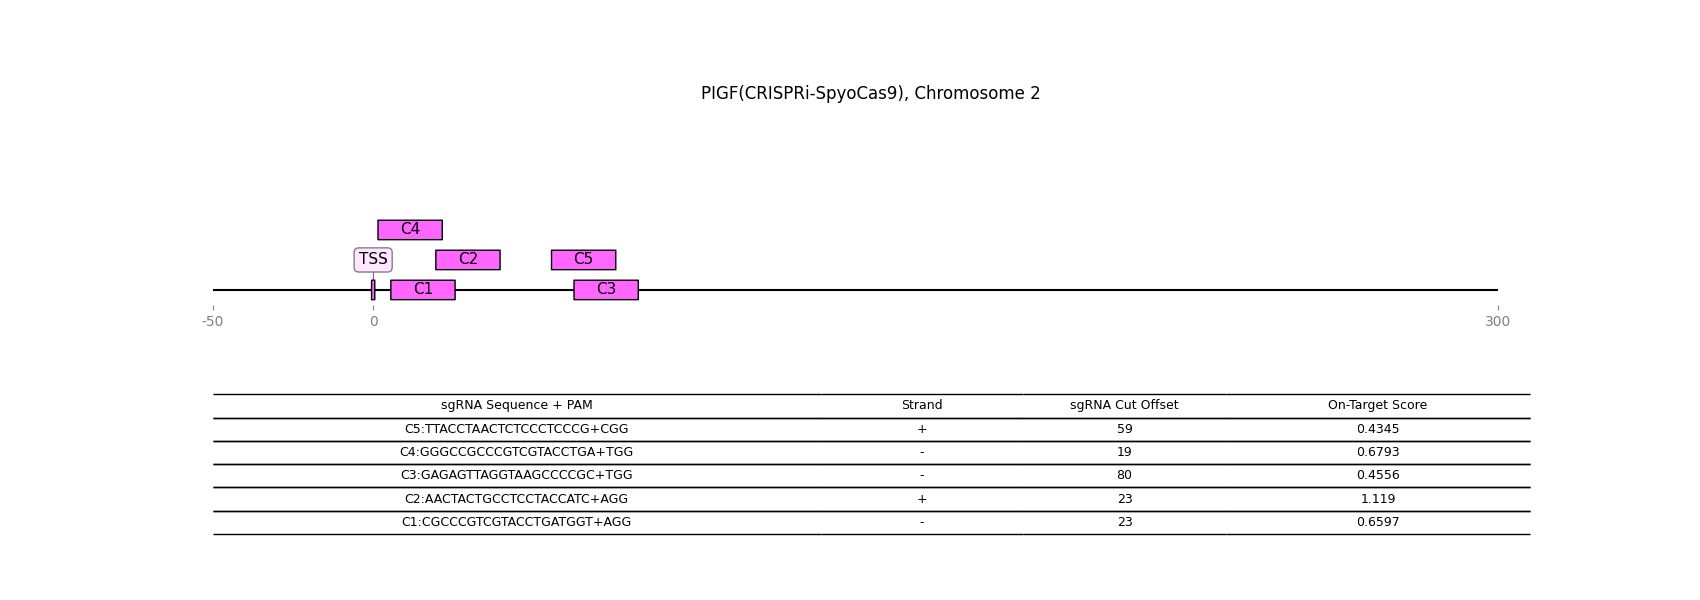 PIGF(CRISPRi-SpyoCas9), Chromosome 2
C4
TSS C2 C5
C1 C3
-50 0 300
sgRNA Sequence + PAM Strand sgRNA Cut Offset On-Target Score
C5:TTACCTAACTCTCCCTCCCG+CGG + 59 0.4345
C4:GGGCCGCCCGTCGTACCTGA+TGG - 19 0.6793
C3:GAGAGTTAGGTAAGCCCCGC+TGG - 80 0.4556
C2:AACTACTGCCTCCTACCATC+AGG + 23 1.119
C1:CGCCCGTCGTACCTGATGGT+AGG - 23 0.6597